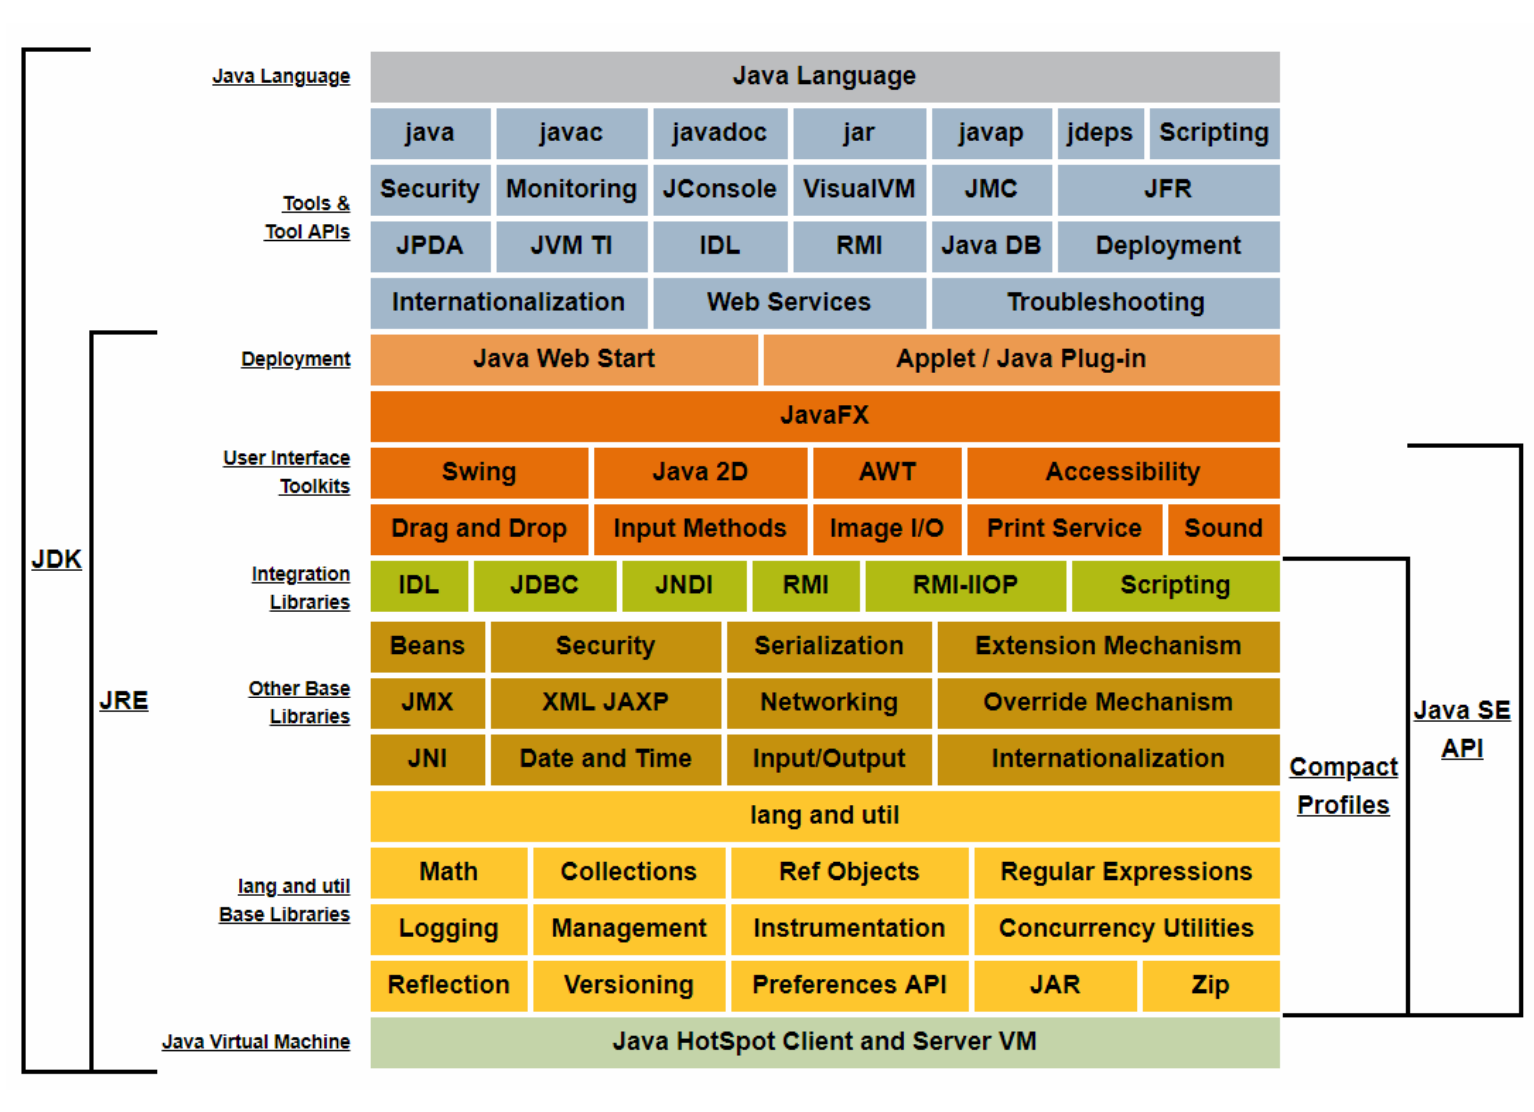 Java Language
Java Language
java javac javadoc jar javap jdeps Scripting
Tools &
Tool APIs
Security Monitoring JConsole VisualVM JMC JFR
JPDA JVM TI IDL RMI Java DB Deployment
Internationalization Web Services Troubleshooting
Deployment
Java Web Start Applet / Java Plug-in
JavaFX
User Interface
Toolkits
Swing Java 2D AWT Accessibility
Drag and Drop Input Methods Image I/O Print Service Sound
JDK
Integration
Libraries
IDL JDBC JNDI RMI RMI-IIOP Scripting
Beans Security Serialization Extension Mechanism
JRE
Other Base
Libraries
JMX XML JAXP Networking Override Mechanism
JNI Date and Time Input/Output Internationalization
Java SE
API
Compact
Profiles
lang and util
lang and util
Base Libraries
Math Collections Ref Objects Regular Expressions
Logging Management Instrumentation Concurrency Utilities
Reflection Versioning Preferences API JAR Zip
Java Virtual Machine
Java HotSpot Client and Server VM